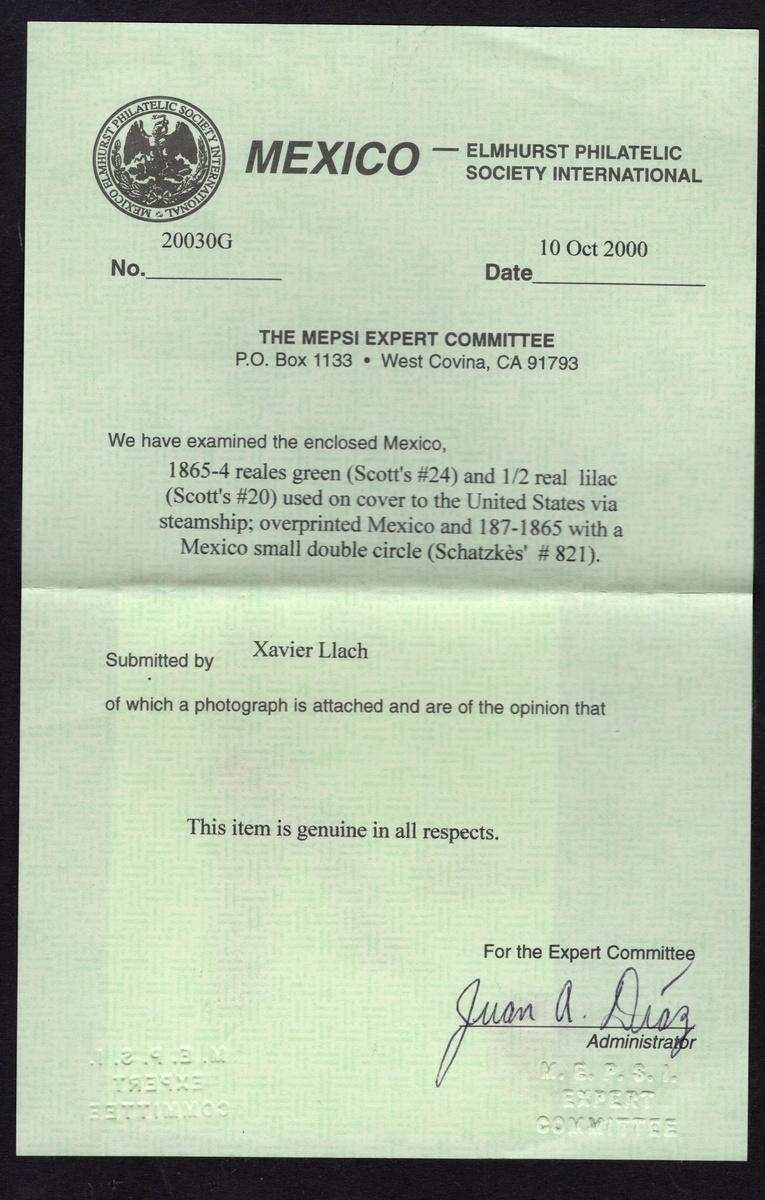 MEXICO ELMHURST PHILATELIC SOCIETY INTERNATIONAL
MEXICO — ELMHURST PHILATELIC
SOCIETY INTERNATIONAL
No. 20030G
Date 10 Oct 2000
THE MEPSI EXPERT COMMITTEE
P.O. Box 1133 • West Covina, CA 91793
We have examined the enclosed Mexico,
1865-4 reales green (Scott's #24) and 1/2 real lilac
(Scott's #20) used on cover to the United States via
steamship; overprinted Mexico and 187-1865 with a
Mexico small double circle (Schatzkès' # 821).
Submitted by Xavier Llach
of which a photograph is attached and are of the opinion that
This item is genuine in all respects.
For the Expert Committee
Juan A. Díaz
Administrator
M. E. P. S. I.
EXPERT
COMMITTEE
M. E. P. S. I.
EXPERT
COMMITTEE